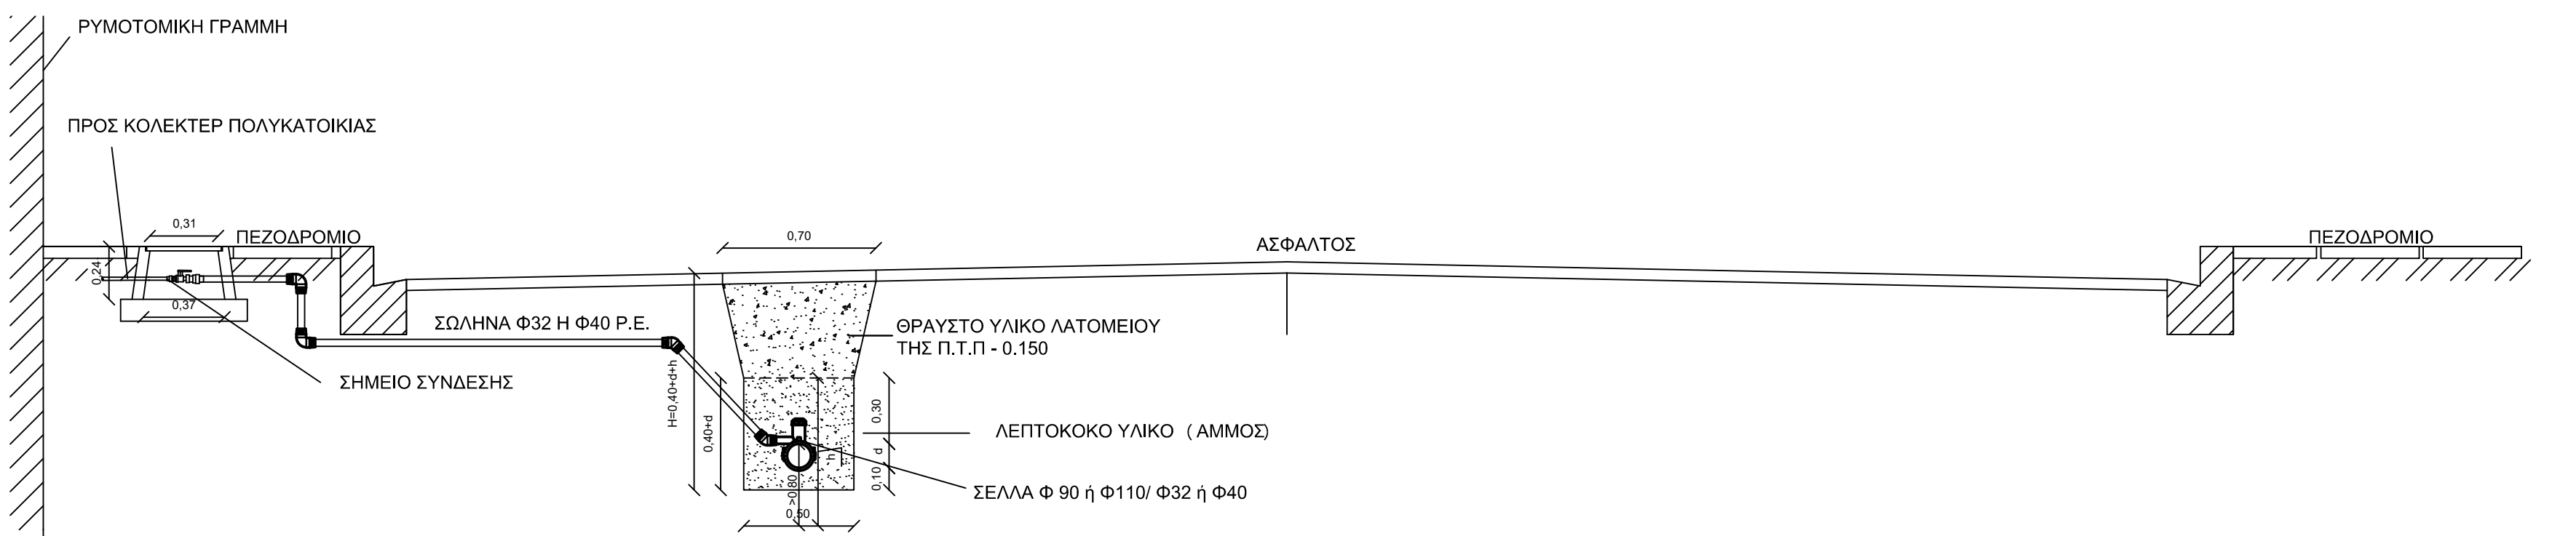 ΡΥΜΟΤΟΜΙΚΗ ΓΡΑΜΜΗ
ΠΡΟΣ ΚΟΛΕΚΤΕΡ ΠΟΛΥΚΑΤΟΙΚΙΑΣ
0,31
ΠΕΖΟΔΡΟΜΙΟ
0,70
ΑΣΦΑΛΤΟΣ
ΠΕΖΟΔΡΟΜΙΟ
0,24
0,37
ΣΩΛΗΝΑ Φ32 Η Φ40 P.E.
ΘΡΑΥΣΤΟ ΥΛΙΚΟ ΛΑΤΟΜΕΙΟΥ
ΤΗΣ Π.Τ.Π - 0.150
ΣΗΜΕΙΟ ΣΥΝΔΕΣΗΣ
H=0,40+d+h
0,40+d
0,30
ΛΕΠΤΟΚΟΚΟ ΥΛΙΚΟ ( ΑΜΜΟΣ)
d
h
0,10
>0.80
ΣΕΛΛΑ Φ 90 ή Φ110/ Φ32 ή Φ40
0,50